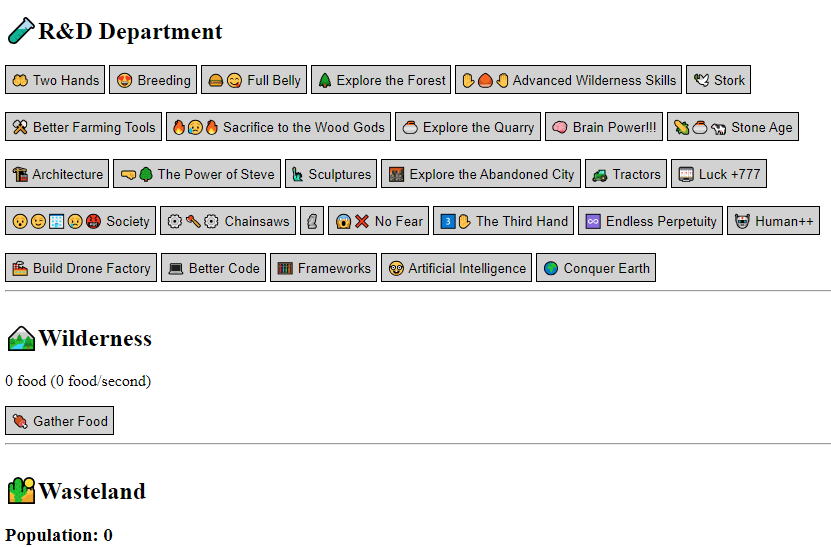 R&D Department
Two Hands Breeding Full Belly Explore the Forest Advanced Wilderness Skills Stork
Better Farming Tools Sacrifice to the Wood Gods Explore the Quarry Brain Power!!! Stone Age
Architecture The Power of Steve Sculptures Explore the Abandoned City Tractors Luck +777
Society Chainsaws No Fear 3 The Third Hand Endless Perpetuity Human++
Build Drone Factory Better Code Frameworks Artificial Intelligence Conquer Earth
Wilderness
0 food (0 food/second)
Gather Food
Wasteland
Population: 0